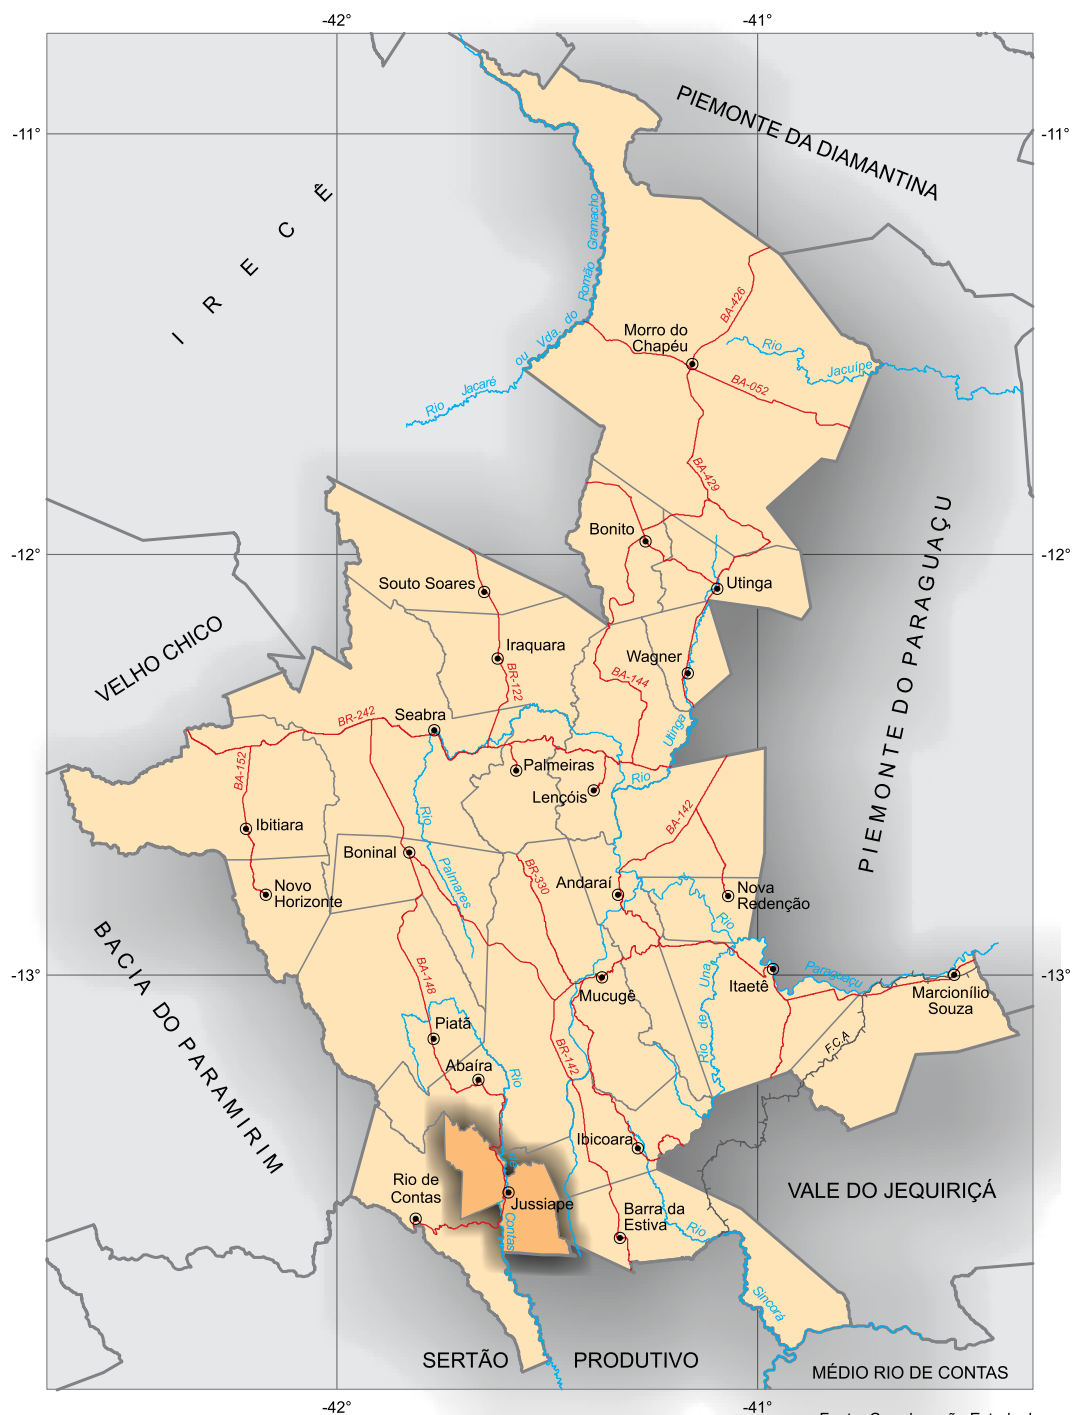 -42°
-41°
PIEMONTE DA DIAMANTINA
-11°
-11°
IRECÊ
Rio Jacaré ou Vda. do Romão Gramacho
BA-426
Morro do
Chapéu
Rio Jacuípe
BA-052
BA-429
Bonito
-12°
-12°
Utinga
Souto Soares
PIEMONTE DO PARAGUAÇU
VELHO CHICO
Iraquara
Wagner
BR-122
BA-144
Seabra
BR-242
Rio Utinga
BA-152
Palmeiras
Lençóis
BA-142
Ibitiara
Rio Palmares
Boninal
BR-330
Andaraí
Novo
Horizonte
Nova
Redenção
BACIA DO PARAMIRIM
Rio Paraguaçu
-13°
-13°
BA-148
Mucugê
Itaetê
Marcionílio
Souza
Rio de Una
Piatã
F.C.A
BR-142
Abaíra
Rio de Contas
Ibicoara
Rio de
Contas
VALE DO JEQUIRIÇÁ
Jussiape
Barra da
Estiva
Rio Sincorá
SERTÃO PRODUTIVO
MÉDIO RIO DE CONTAS
-42°
-41°